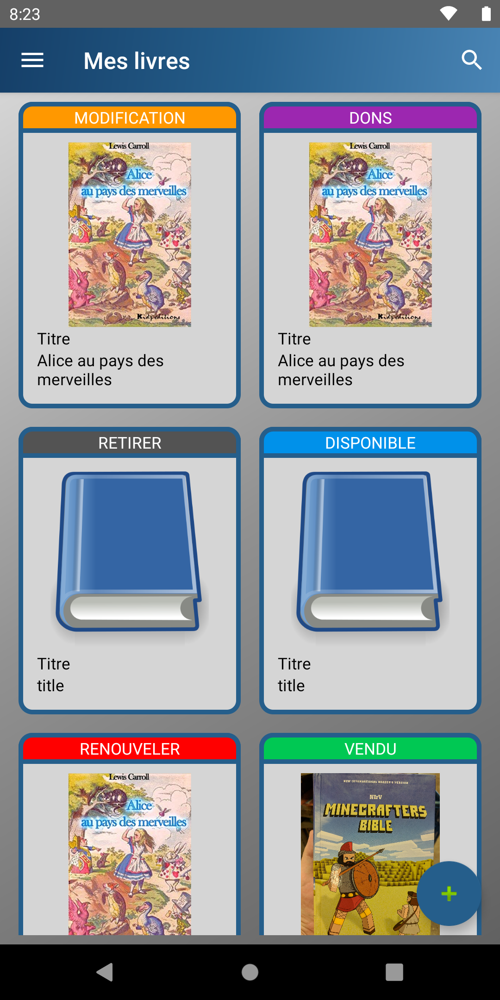 8:23
Mes livres
MODIFICATION
DONS
Lewis Carroll
Alice
au pays des merveilles
Kidzeditions
Lewis Carroll
Alice
au pays des merveilles
Kidzeditions
Titre
Alice au pays des
merveilles
Titre
Alice au pays des
merveilles
RETIRER
DISPONIBLE
Titre
title
Titre
title
RENOUVELER
VENDU
Lewis Carroll
Alice
au pays des merveilles
NEW INTERNATIONAL READER'S VERSION
NIrV
MINECRAFTERS
BIBLE